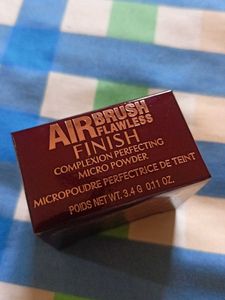 AIRBRUSH
FLAWLESS
FINISH
COMPLEXION PERFECTING
MICRO POWDER
MICROPOUDRE PERFECTRICE DE TEINT
POIDS NET WT. 3.4 G 0.11 OZ.